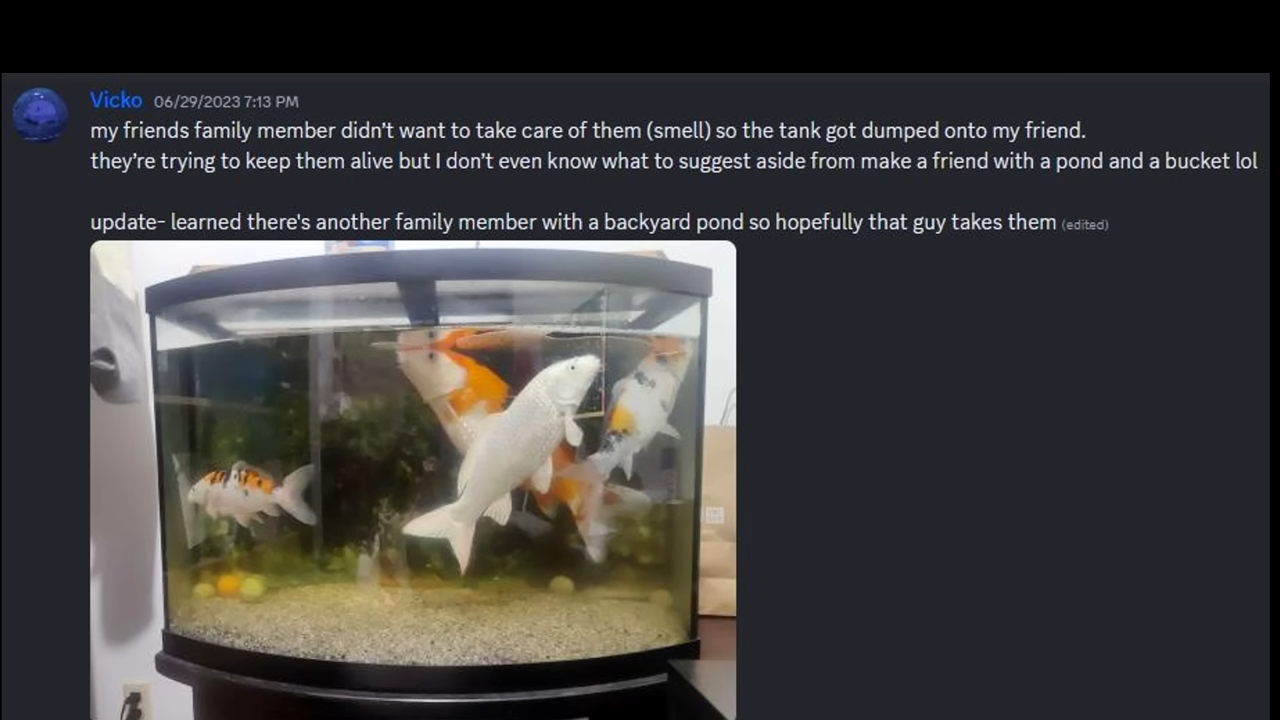 Vicko 06/29/2023 7:13 PM
my friends family member didn’t want to take care of them (smell) so the tank got dumped onto my friend.
they’re trying to keep them alive but I don’t even know what to suggest aside from make a friend with a pond and a bucket lol
update- learned there's another family member with a backyard pond so hopefully that guy takes them (edited)